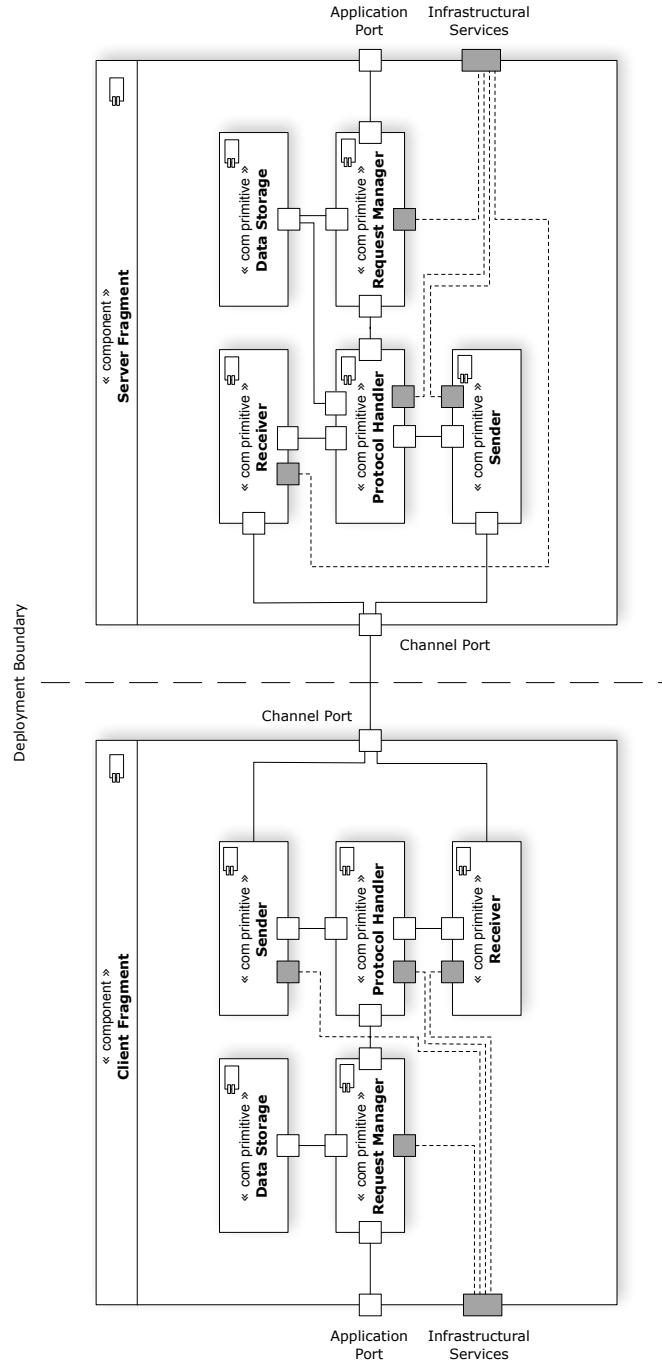 Application
Port
Infrastructural
Services
« component »
Server Fragment
« com primitive »
Data Storage
« com primitive »
Request Manager
« com primitive »
Receiver
« com primitive »
Protocol Handler
« com primitive »
Sender
Channel Port
Deployment Boundary
Channel Port
« component »
Client Fragment
« com primitive »
Sender
« com primitive »
Protocol Handler
« com primitive »
Receiver
« com primitive »
Data Storage
« com primitive »
Request Manager
Application
Port
Infrastructural
Services